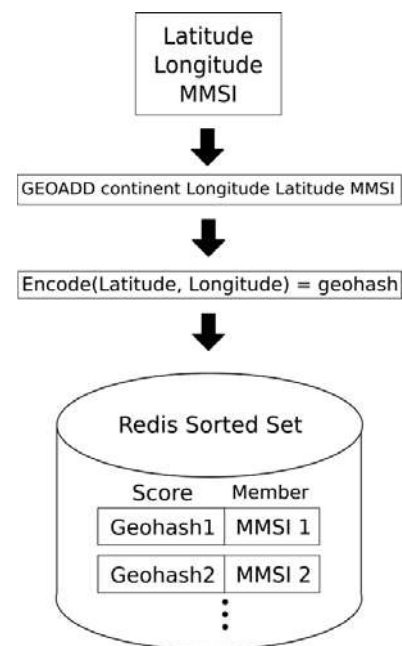 Latitude
Longitude
MMSI
GEOADD continent Longitude Latitude MMSI
Encode(Latitude, Longitude) = geohash
Redis Sorted Set
Score Member
Geohash1 MMSI 1
Geohash2 MMSI 2